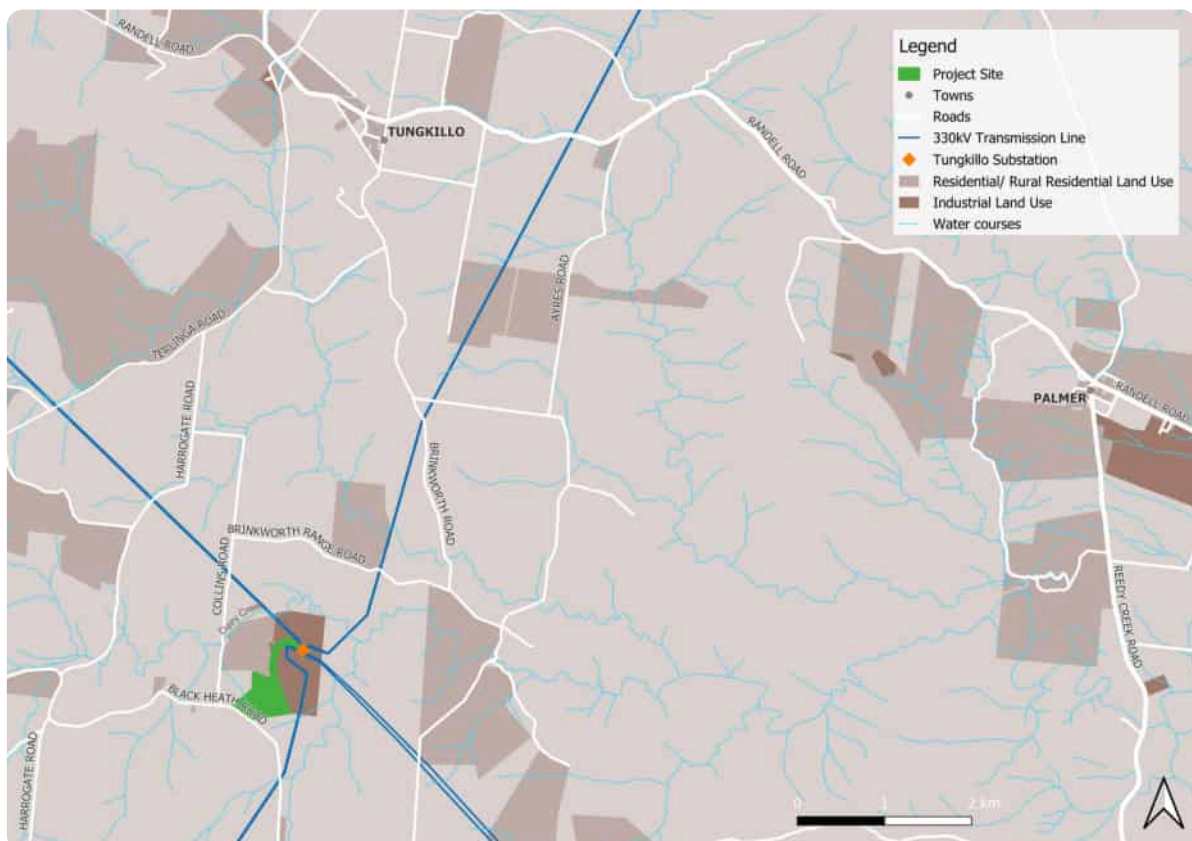 RANDELL ROAD
Legend
Project Site
Towns
Roads
330kV Transmission Line
Tungkillo Substation
Residential/ Rural Residential Land Use
Industrial Land Use
Water courses
TUNGKILLO
RANDELL ROAD
AYRES ROAD
TERLINGA ROAD
HARROGATE ROAD
PALMER
RANDELL ROAD
BRINKWORTH ROAD
BRINKWORTH RANGE ROAD
COLLINS ROAD
REEDY CREEK ROAD
BLACK HEATH ROAD
HARROGATE ROAD
0 1 2 km